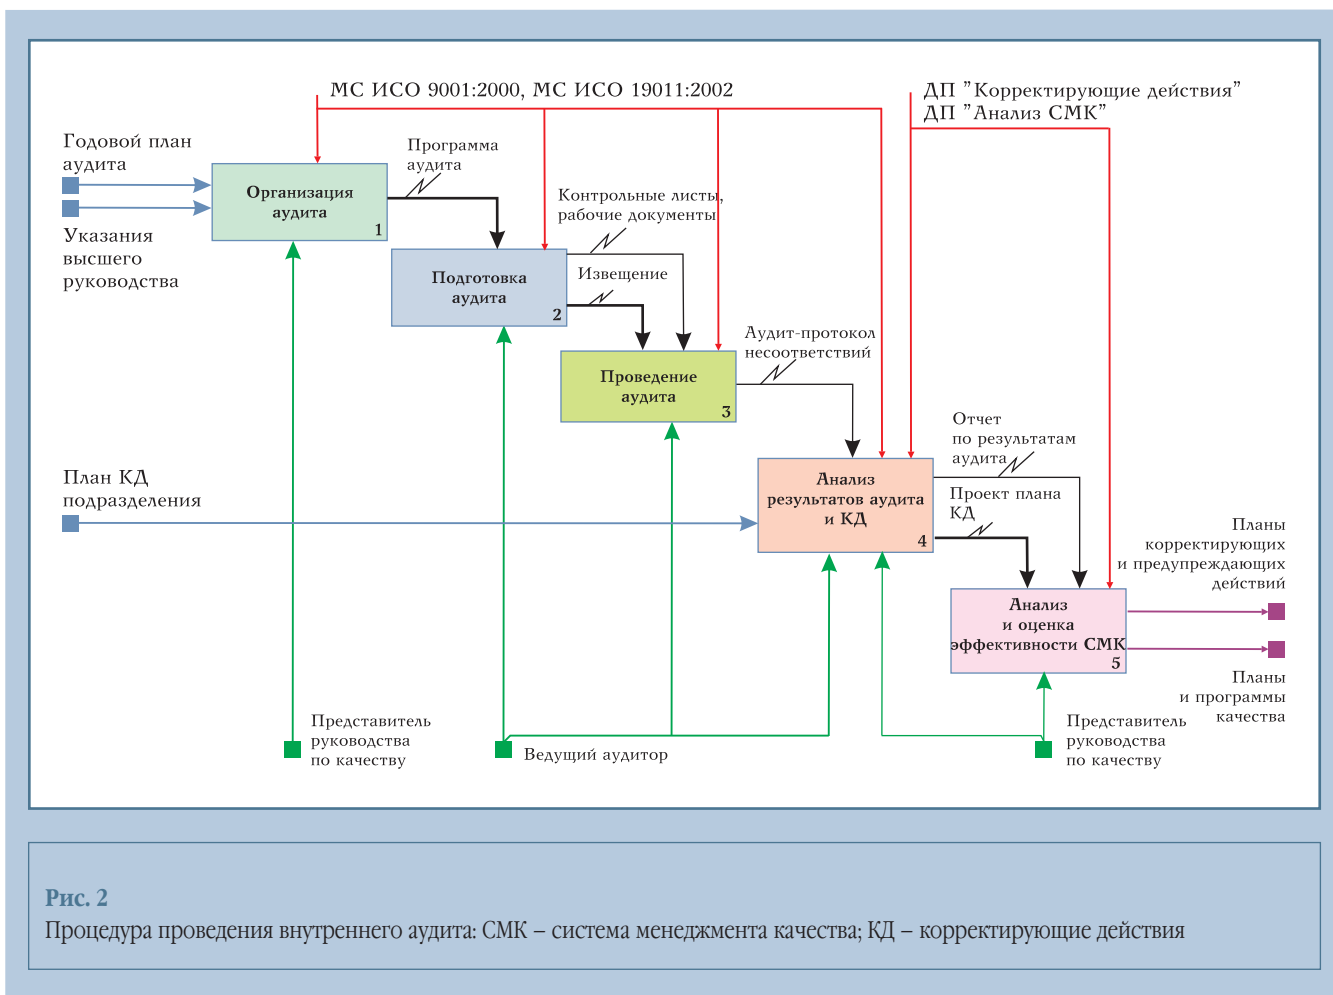 МС ИСО 9001:2000, МС ИСО 19011:2002
ДП "Корректирующие действия"
ДП "Анализ СМК"
Годовой план
аудита
Указания
высшего
руководства
Организация
аудита
1
Программа
аудита
Контрольные листы,
рабочие документы
Извещение
Подготовка
аудита
2
Аудит-протокол
несоответствий
Проведение
аудита
3
План КД
подразделения
Анализ
результатов аудита
и КД
4
Отчет
по результатам
аудита
Проект плана
КД
Планы
корректирующих
и предупреждающих
действий
Анализ
и оценка
эффективности СМК
5
Планы
и программы
качества
Представитель
руководства
по качеству
Ведущий аудитор
Представитель
руководства
по качеству
Рис. 2
Процедура проведения внутреннего аудита: СМК – система менеджмента качества; КД – корректирующие действия